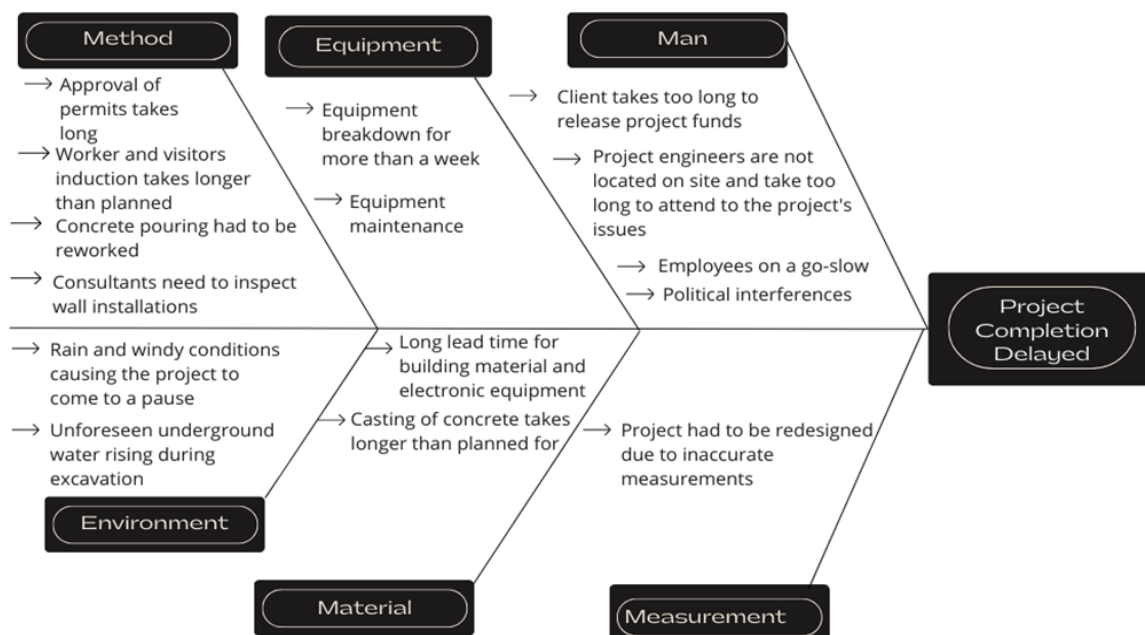 Method
Approval of
permits takes
long
Worker and visitors
induction takes longer
than planned
Concrete pouring had to be
reworked
Consultants need to inspect
wall installations
Equipment
Equipment
breakdown for
more than a week
Equipment
maintenance
Man
Client takes too long to
release project funds
Project engineers are not
located on site and take too
long to attend to the project's
issues
Employees on a go-slow
Political interferences
Project
Completion
Delayed
Rain and windy conditions
causing the project to
come to a pause
Unforeseen underground
water rising during
excavation
Environment
Long lead time for
building material and
electronic equipment
Casting of concrete takes
longer than planned for
Material
Project had to be redesigned
due to inaccurate
measurements
Measurement